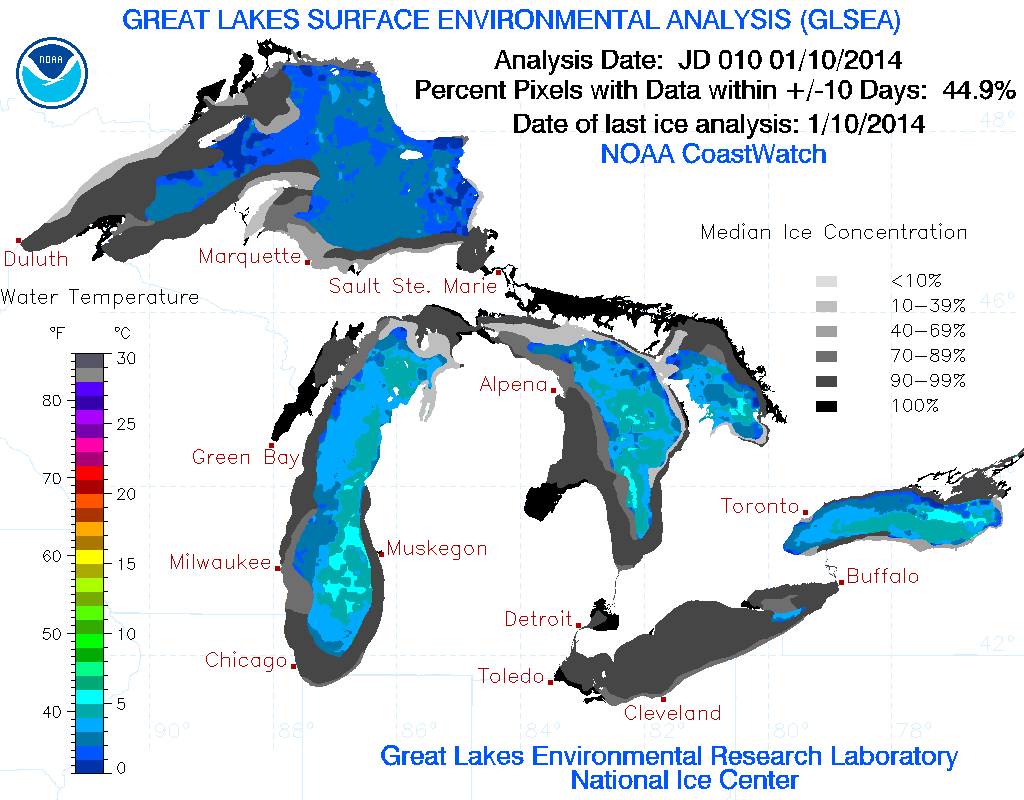 GREAT LAKES SURFACE ENVIRONMENTAL ANALYSIS (GLSEA)
NOAA
Analysis Date: JD 010 01/10/2014
Percent Pixels with Data within +/-10 Days: 44.9%
Date of last ice analysis: 1/10/2014
NOAA CoastWatch
48°
Median Ice Concentration
<10%
10-39%
40-69%
70-89%
90-99%
100%
46°
Duluth
Marquette
Sault Ste. Marie
Water Temperature
°F
°C
30
80
25
70
20
60
15
50
10
5
40
0
Alpena
Green Bay
Toronto
Milwaukee
Muskegon
Buffalo
Detroit
Chicago
Toledo
Cleveland
42°
90°
88°
86°
84°
82°
80°
78°
Great Lakes Environmental Research Laboratory
National Ice Center